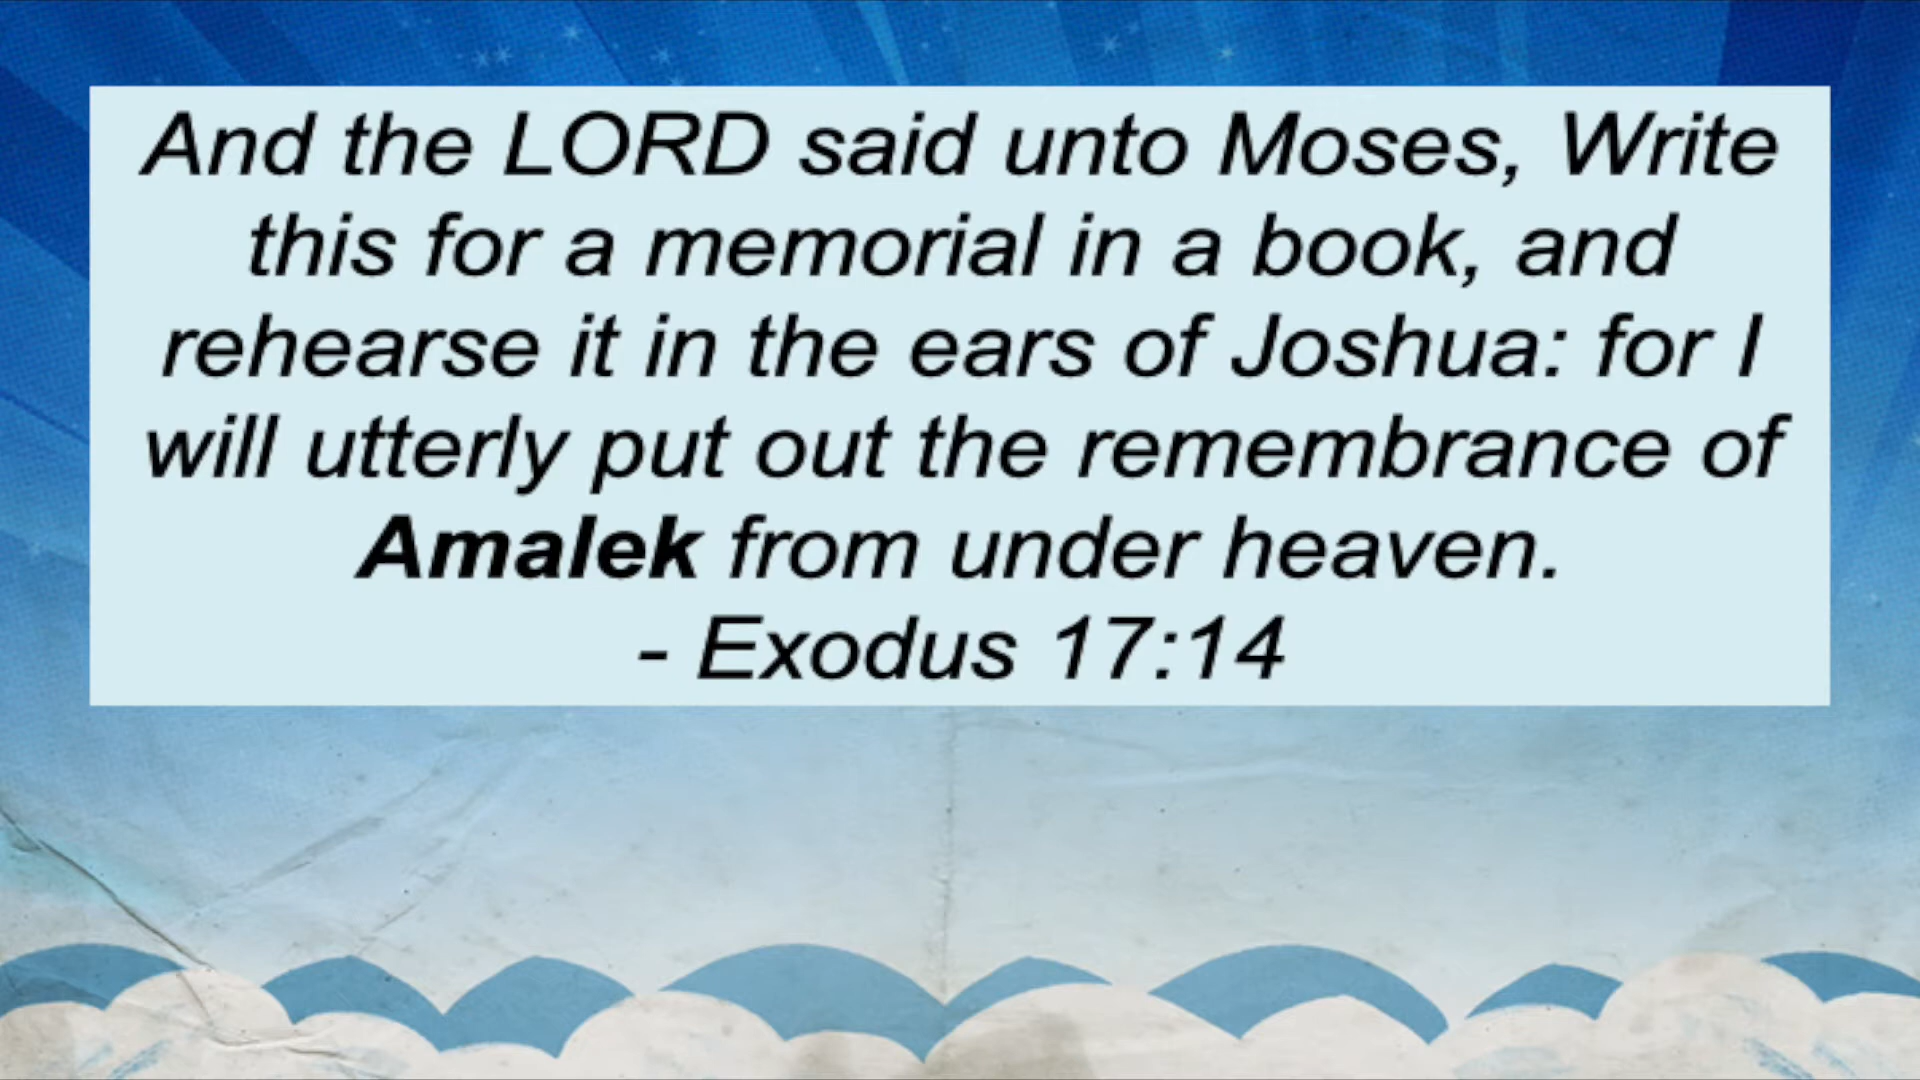 And the LORD said unto Moses, Write
this for a memorial in a book, and
rehearse it in the ears of Joshua: for I
will utterly put out the remembrance of
Amalek from under heaven.
- Exodus 17:14